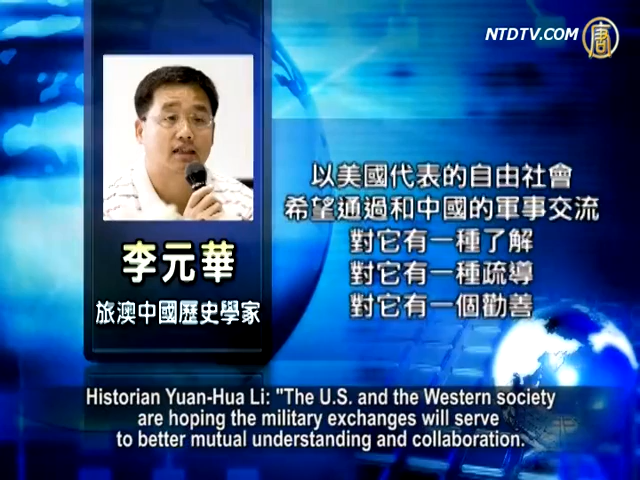 NTDTV.COM
唐
以美國代表的自由社會
希望通過和中國的軍事交流
對它有一種了解
對它有一種疏導
對它有一個勸善
李元華
旅澳中國歷史學家
Historian Yuan-Hua Li: "The U.S. and the Western society
are hoping the military exchanges will serve
to better mutual understanding and collaboration.